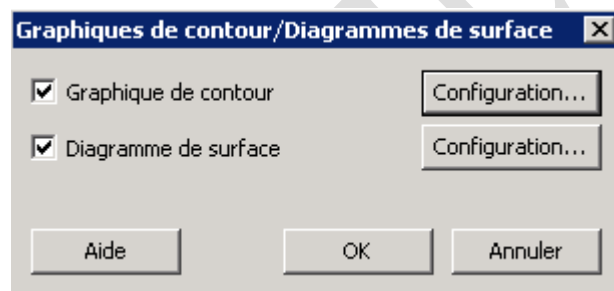 Graphiques de contour/Diagrammes de surface
Graphique de contour Configuration...
Diagramme de surface Configuration...
Aide OK Annuler